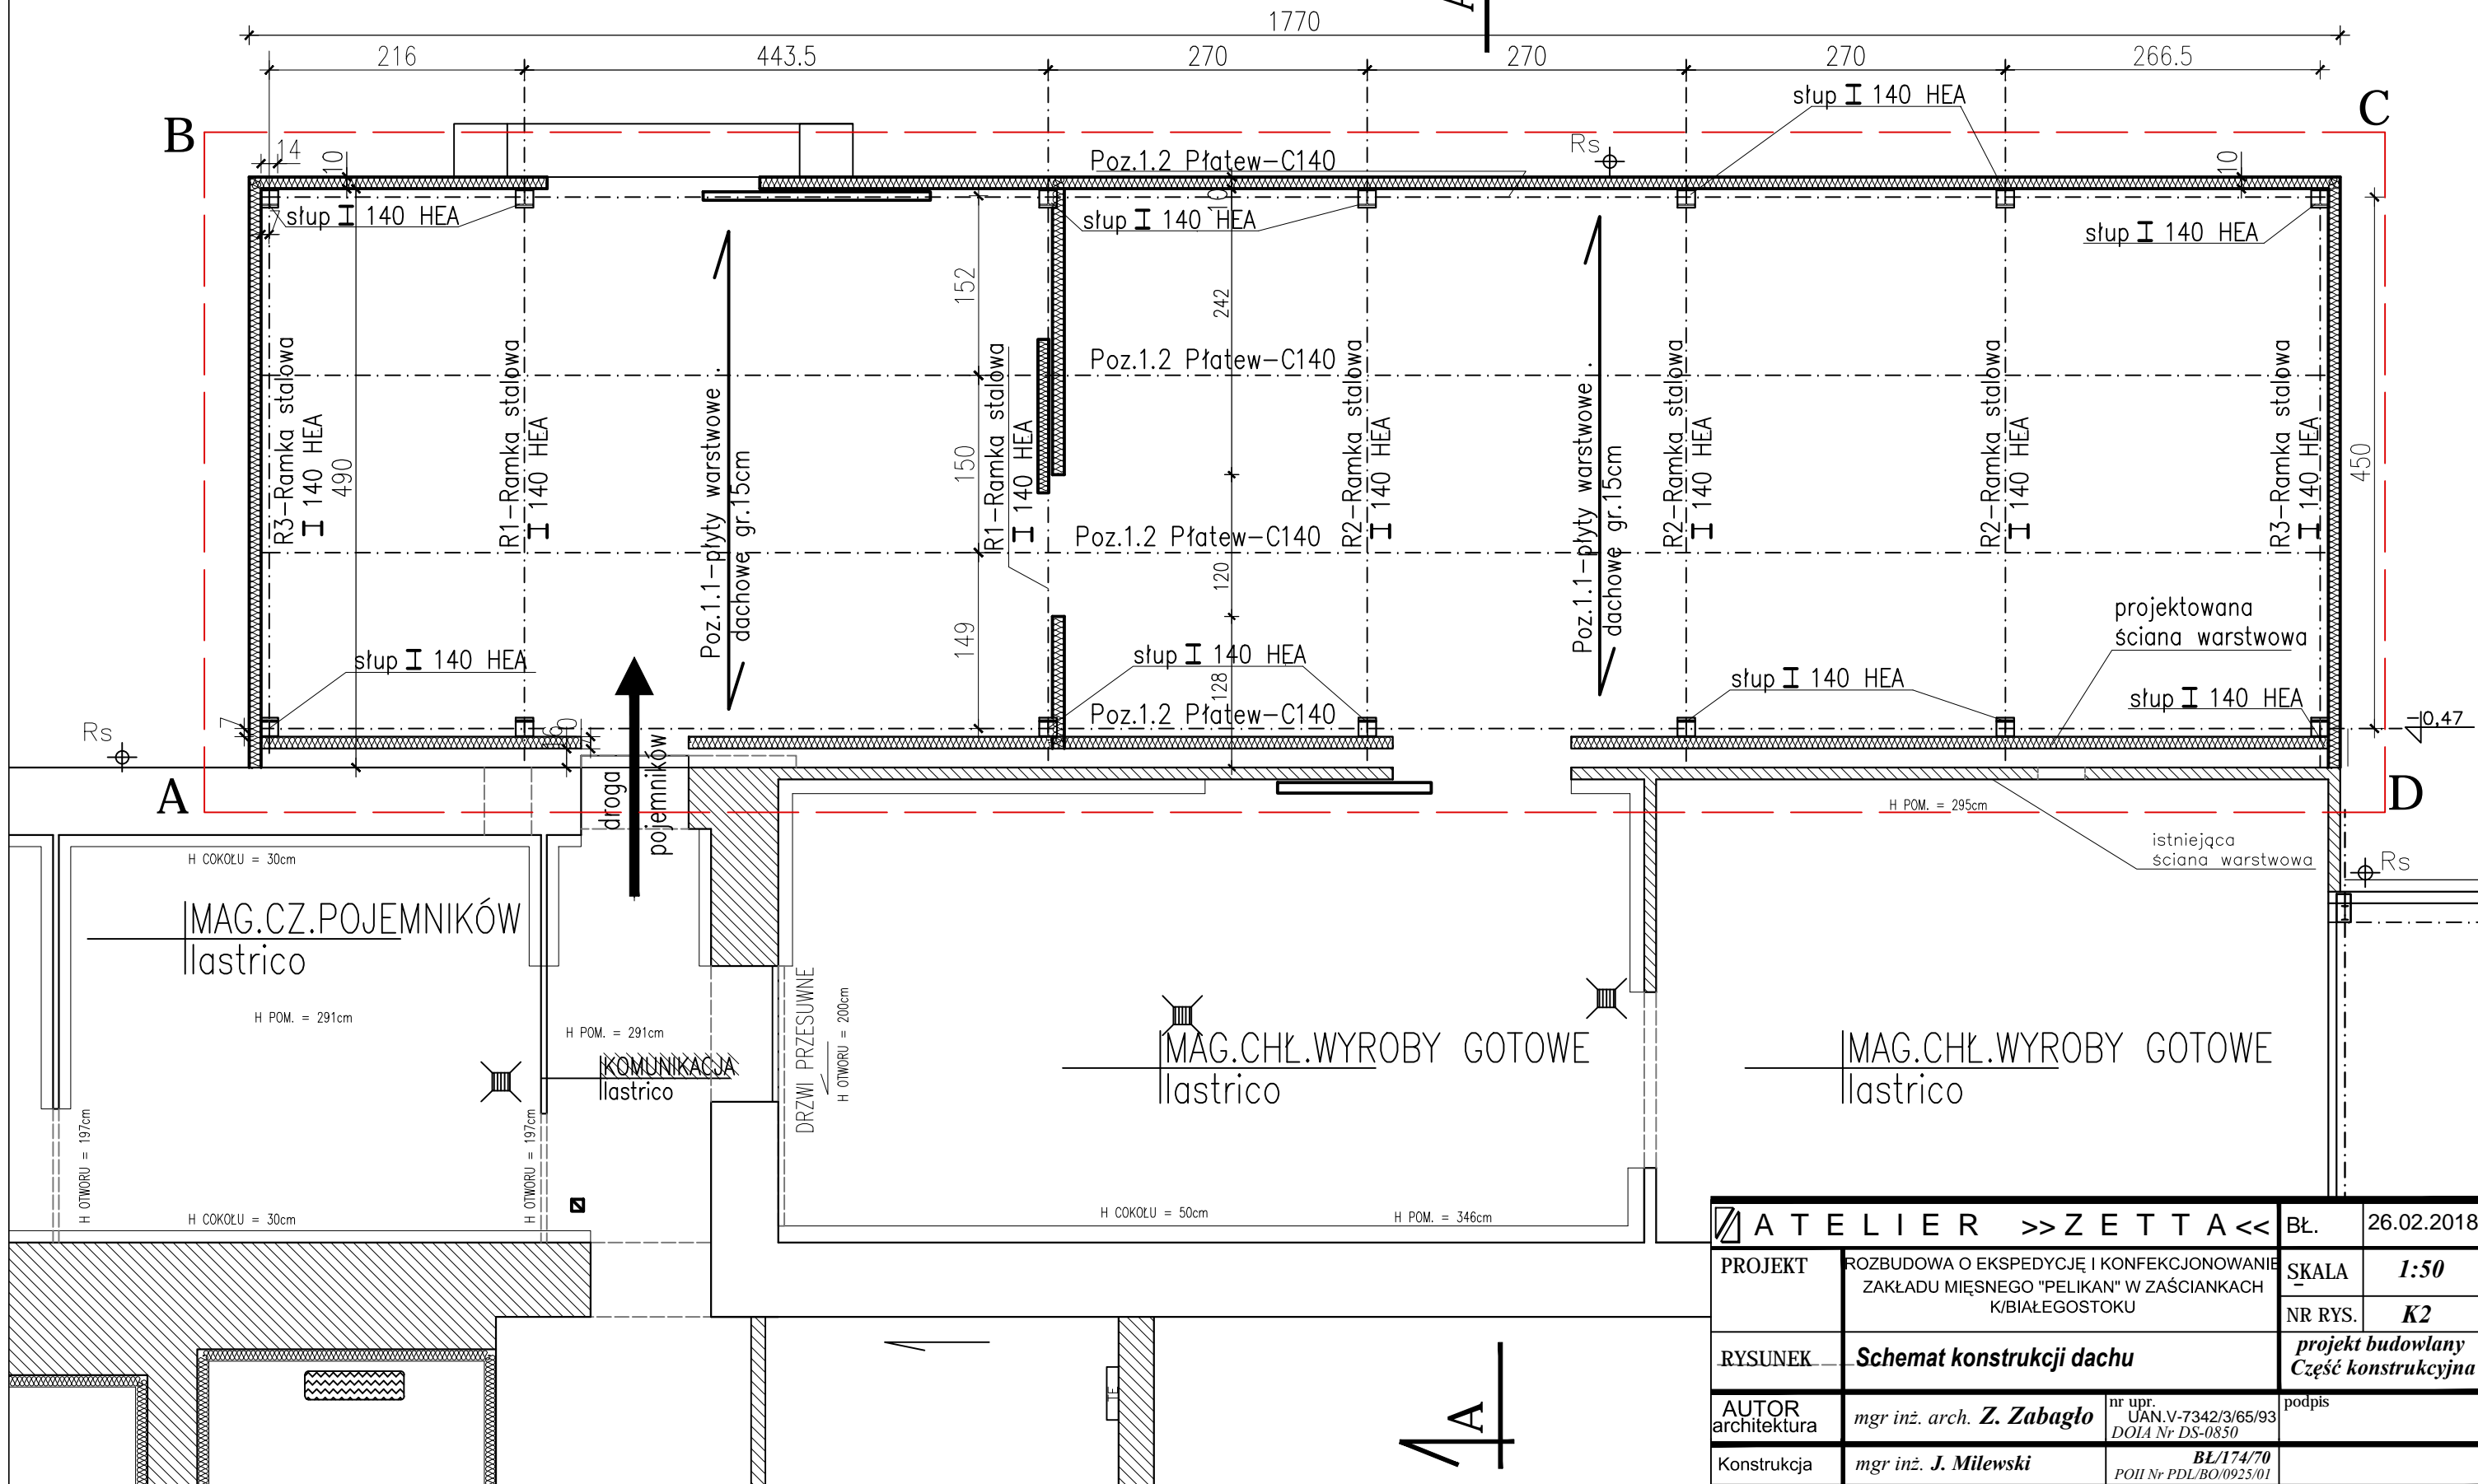 A
1770
216
443.5
270
270
270
266.5
słup I 140 HEA
B
C
14
10
Rs
10
Poz.1.2 Płatew-C140
10
słup I 140 HEA
słup I 140 HEA
słup I 140 HEA
152
242
R3-Ramka stalowa
I 140 HEA
490
R1-Ramka stalowa
I 140 HEA
Poz.1.1-płyty warstwowe .
dachowe gr.15cm
150
R1-Ramka stalowa
I 140 HEA
Poz.1.2 Płatew-C140
R2-Ramka stalowa
I 140 HEA
Poz.1.1-płyty warstwowe .
dachowe gr.15cm
R2-Ramka stalowa
I 140 HEA
R2-Ramka stalowa
I 140 HEA
R3-Ramka stalowa
I 140 HEA
450
Poz.1.2 Płatew-C140
120
149
projektowana
ściana warstwowa
słup I 140 HEA
słup I 140 HEA
128
słup I 140 HEA
słup I 140 HEA
Poz.1.2 Płatew-C140
7
16
-0,47
Rs
A
droga
pojemników
D
H POM. = 295cm
istniejąca
ściana warstwowa
Rs
H COKOŁU = 30cm
MAG.CZ.POJEMNIKÓW
lastrico
H POM. = 291cm
H POM. = 291cm
KOMUNIKACJA
lastrico
DRZWI PRZESUWNE
H OTWORU = 200cm
MAG.CHŁ.WYROBY GOTOWE
lastrico
MAG.CHŁ.WYROBY GOTOWE
lastrico
H OTWORU = 197cm
H OTWORU = 197cm
H COKOŁU = 30cm
H COKOŁU = 50cm
H POM. = 346cm
TE
A
ATELIER >>ZETTA<<
BŁ.
26.02.2018
PROJEKT
ROZBUDOWA O EKSPEDYCJĘ I KONFEKCJONOWANIE
ZAKŁADU MIĘSNEGO "PELIKAN" W ZAŚCIANKACH
K/BIAŁEGOSTOKU
SKALA
1:50
NR RYS.
K2
RYSUNEK
Schemat konstrukcji dachu
projekt budowlany
Część konstrukcyjna
AUTOR
architektura
mgr inż. arch. Z. Zabagło
nr upr.
UAN.V-7342/3/65/93
DOIA Nr DS-0850
podpis
Konstrukcja
mgr inż. J. Milewski
BŁ/174/70
POII Nr PDL/BO/0925/01